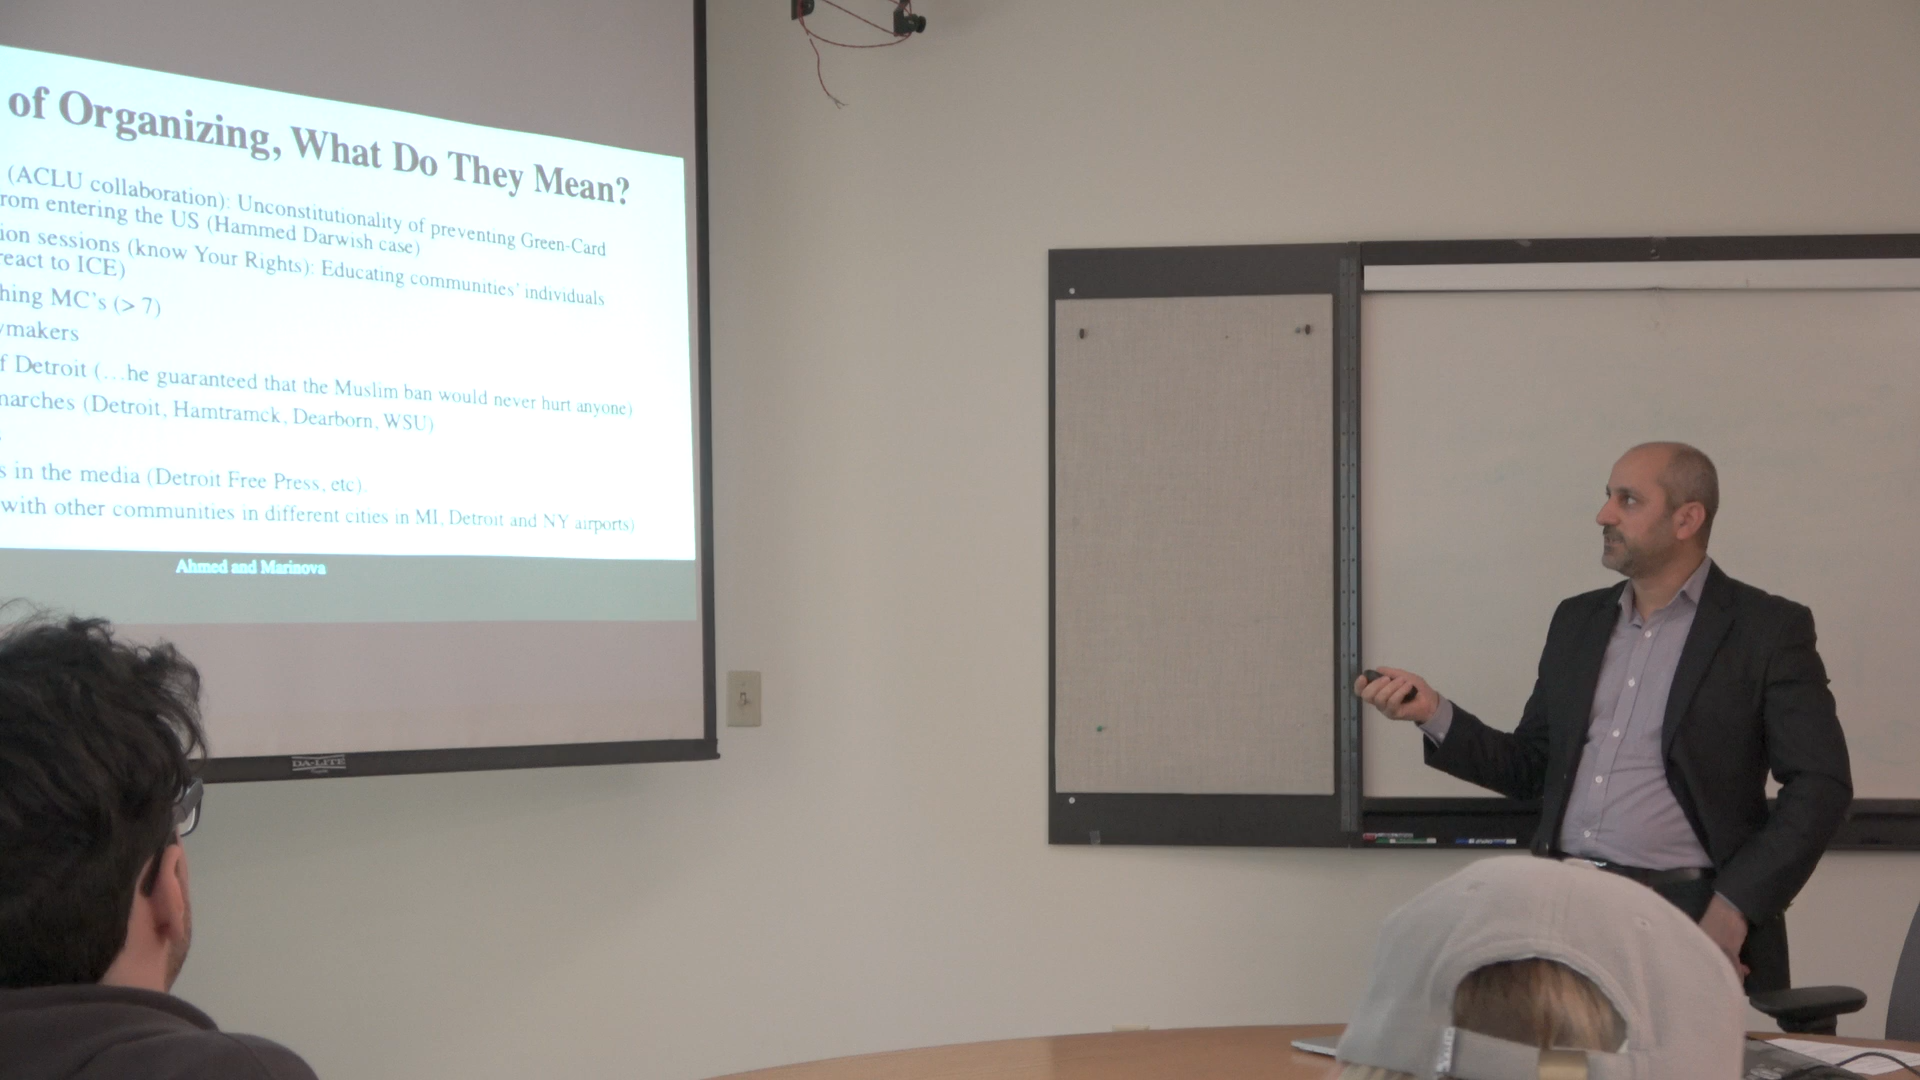 of Organizing, What Do They Mean?
(ACLU collaboration): Unconstitutionality of preventing Green-Card
rom entering the US (Hammed Darwish case)
ion sessions (know Your Rights): Educating communities' individuals
react to ICE)
hing MC's (> 7)
ymakers
f Detroit (…he guaranteed that the Muslim ban would never hurt anyone)
narches (Detroit, Hamtramck, Dearborn, WSU)
s in the media (Detroit Free Press, etc).
with other communities in different cities in MI, Detroit and NY airports)
Ahmed and Marinova
DA-LITE